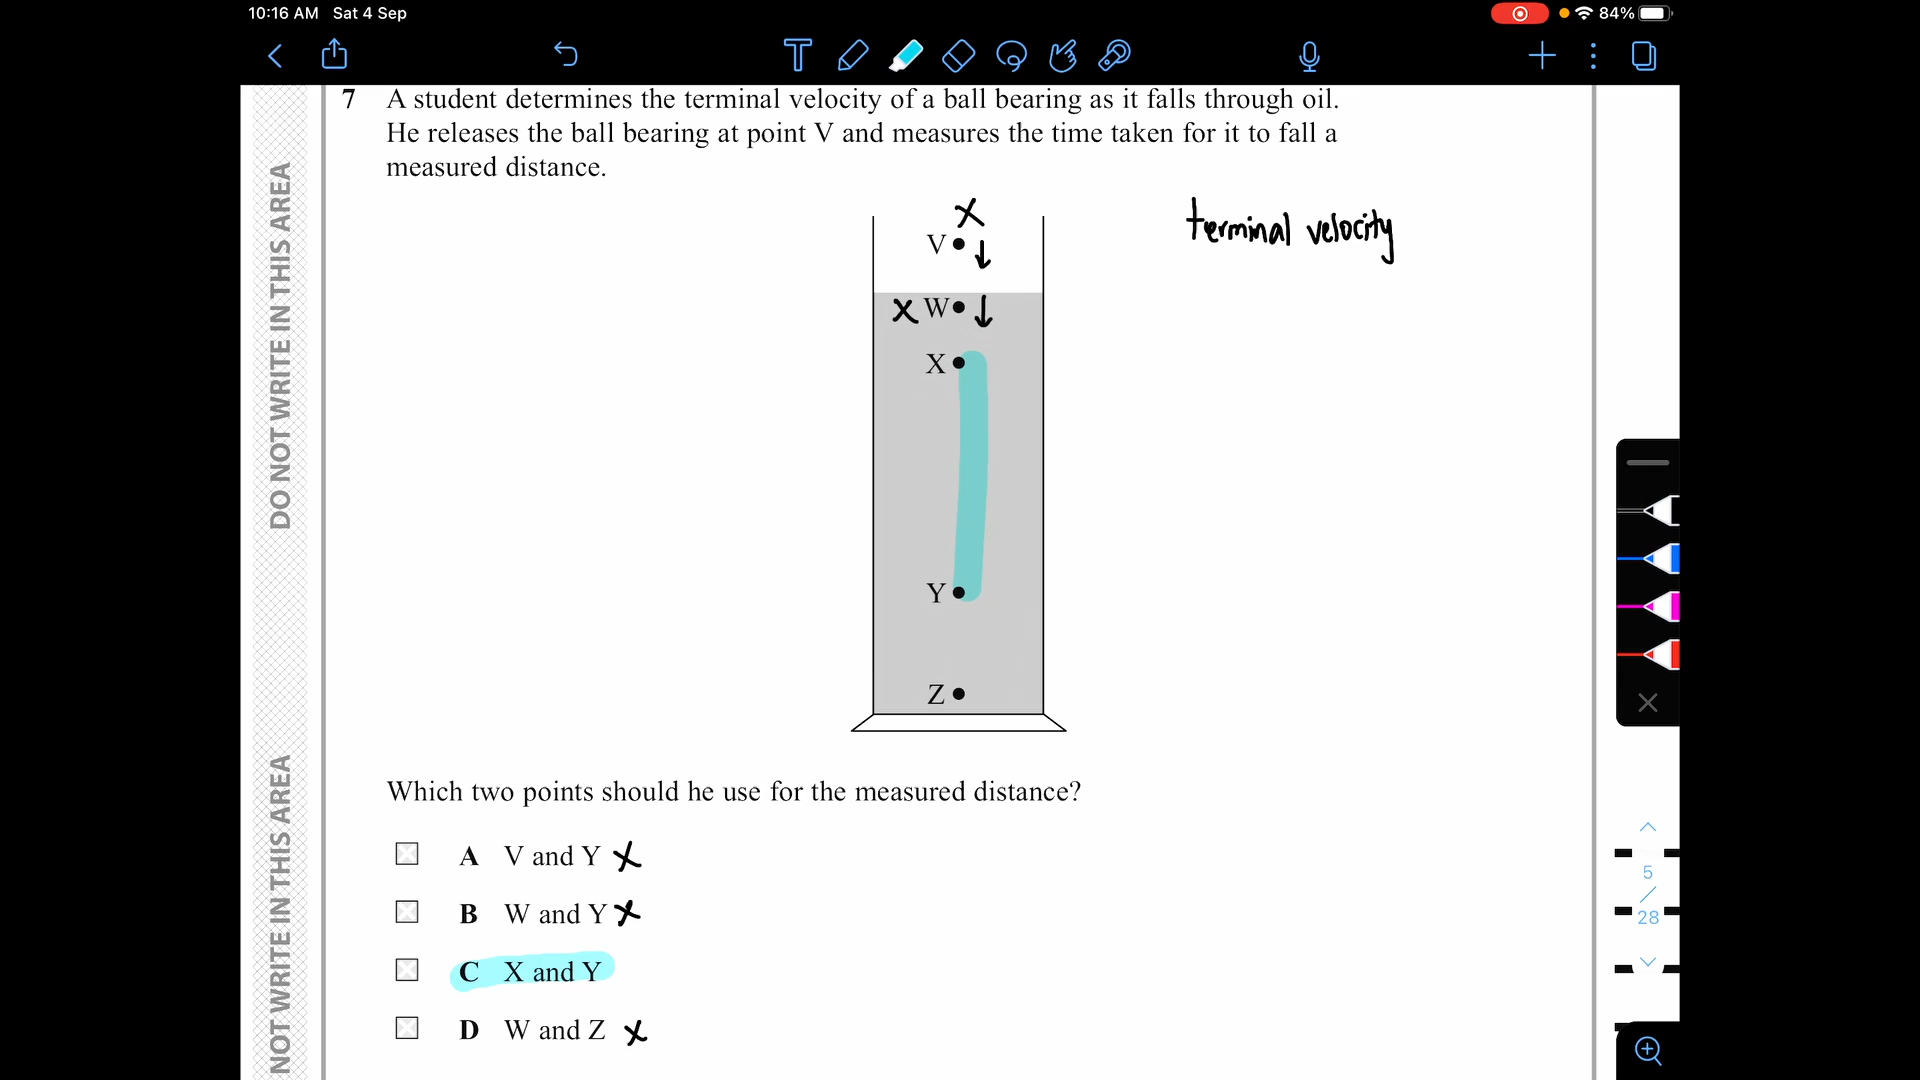 10:16 AM Sat 4 Sep
84%
7 A student determines the terminal velocity of a ball bearing as it falls through oil.
He releases the ball bearing at point V and measures the time taken for it to fall a
measured distance.
DO NOT WRITE IN THIS AREA
X
terminal velocity
V
X W
X
Y
Z
Which two points should he use for the measured distance?
NOT WRITE IN THIS AREA
A V and Y X
B W and Y X
C X and Y
D W and Z X
5
/
28